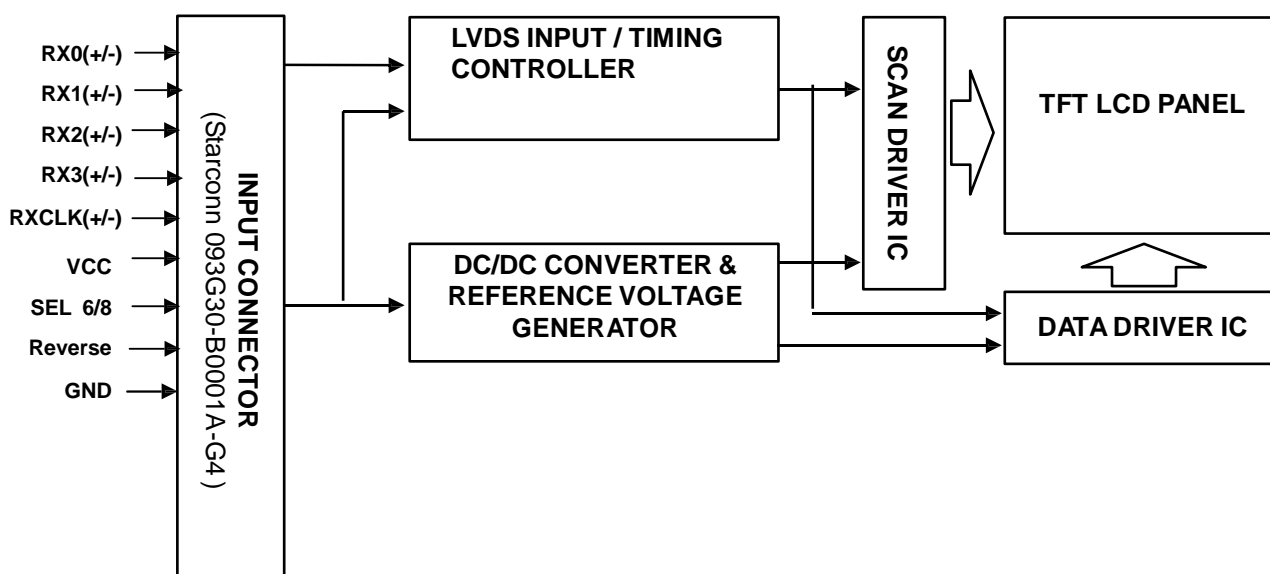 RX0(+/-)
RX1(+/-)
RX2(+/-)
RX3(+/-)
RXCLK(+/-)
VCC
SEL 6/8
Reverse
GND
INPUT CONNECTOR
(Starconn 093G30-B0001A-G4 )
LVDS INPUT / TIMING
CONTROLLER
DC/DC CONVERTER &
REFERENCE VOLTAGE
GENERATOR
SCAN DRIVER IC
TFT LCD PANEL
DATA DRIVER IC